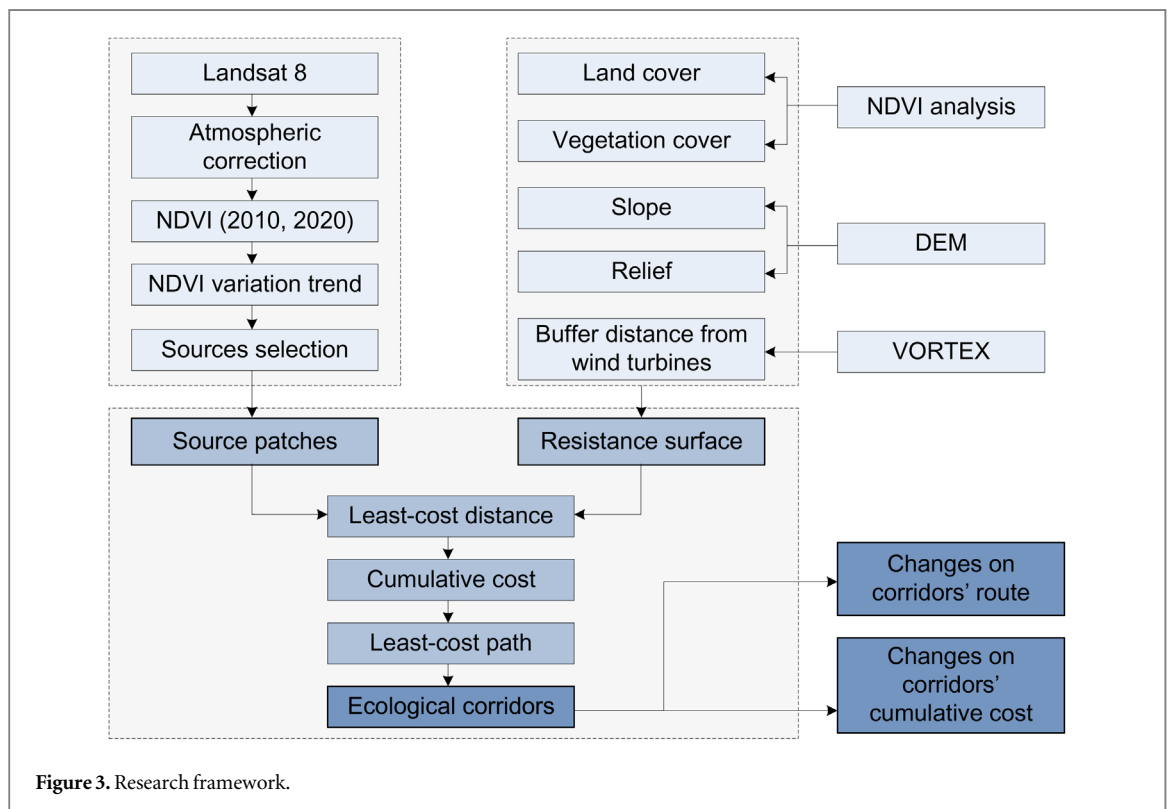 Landsat 8
Atmospheric
correction
NDVI (2010, 2020)
NDVI variation trend
Sources selection
Land cover
Vegetation cover
Slope
Relief
Buffer distance from
wind turbines
NDVI analysis
DEM
VORTEX
Source patches
Resistance surface
Least-cost distance
Cumulative cost
Least-cost path
Ecological corridors
Changes on
corridors’ route
Changes on
corridors’
cumulative cost
Figure 3. Research framework.